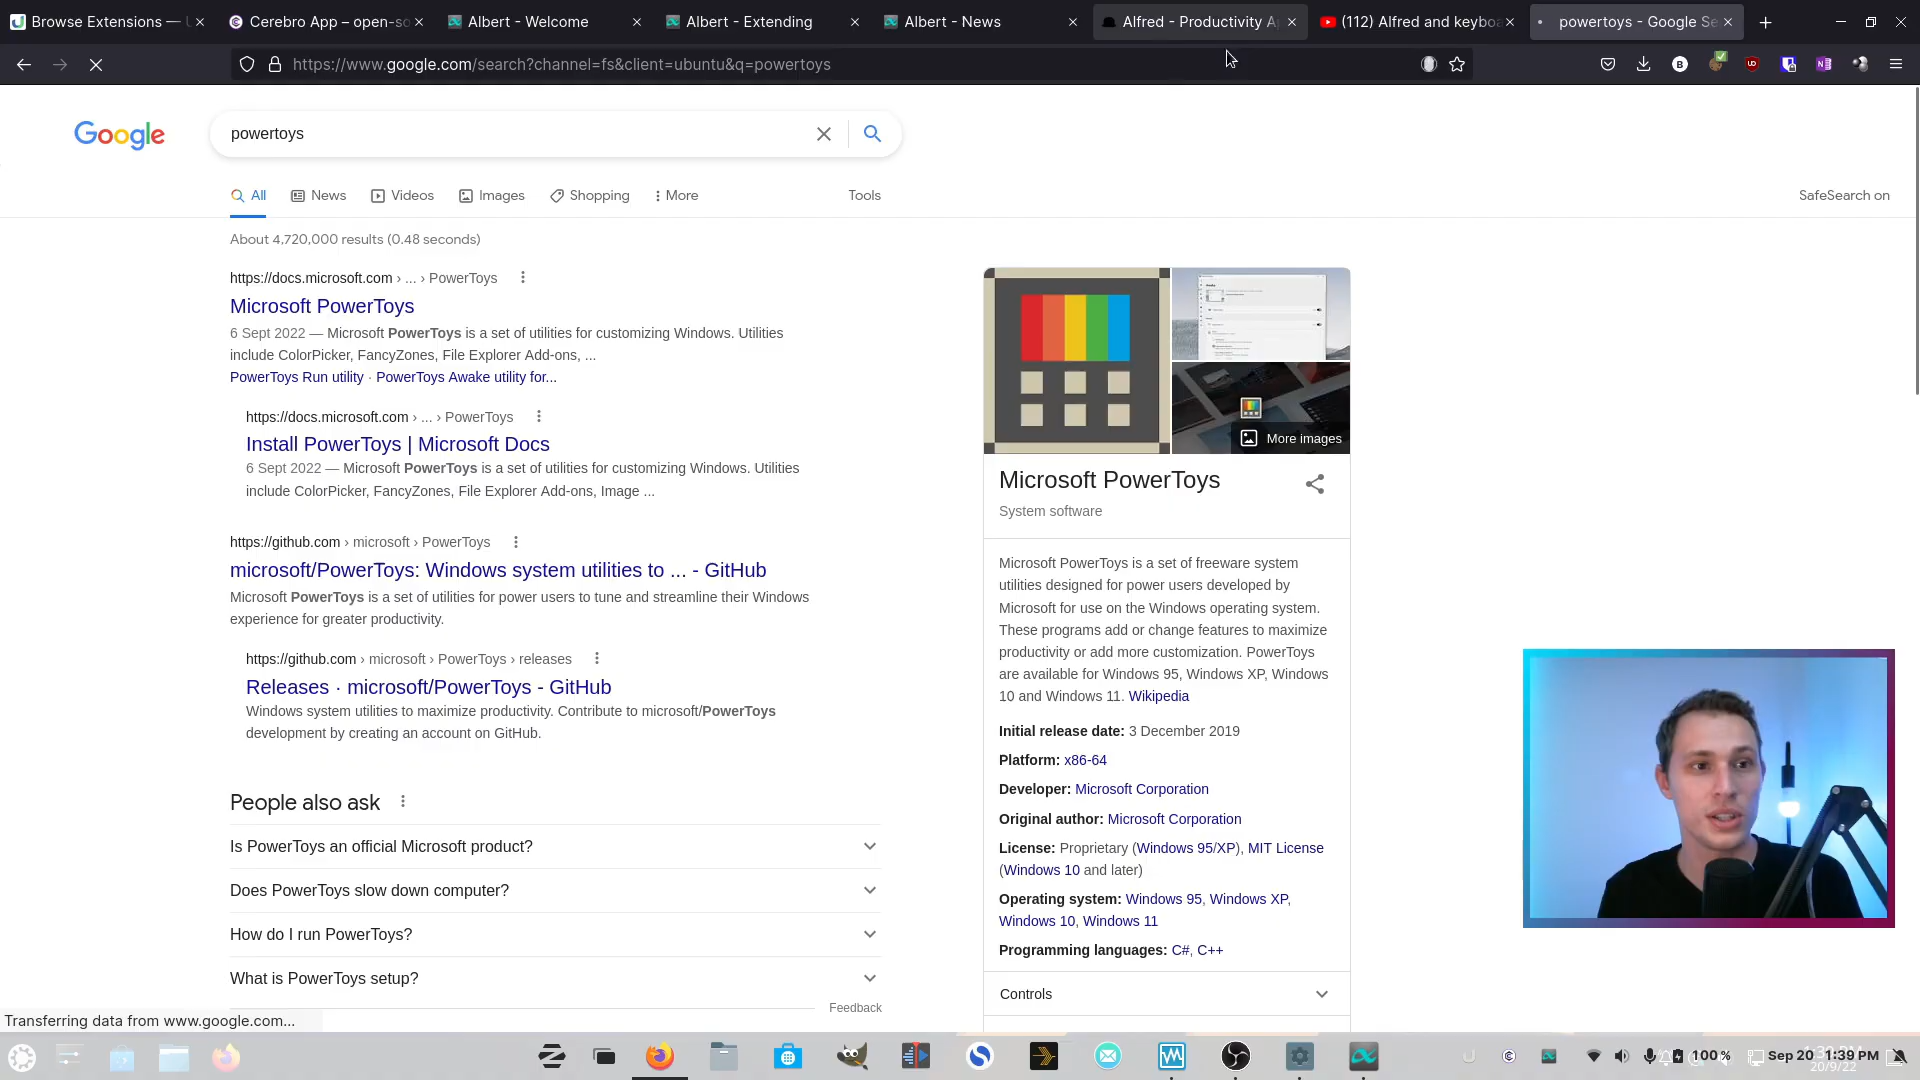 Browse Extensions — U
Cerebro App – open-so
Albert - Welcome
Albert - Extending
Albert - News
Alfred - Productivity A
(112) Alfred and keyboa
powertoys - Google Se
https://www.google.com/search?channel=fs&client=ubuntu&q=powertoys
Google
powertoys
All
News
Videos
Images
Shopping
More
Tools
SafeSearch on
About 4,720,000 results (0.48 seconds)
https://docs.microsoft.com › ... › PowerToys
Microsoft PowerToys
6 Sept 2022 — Microsoft PowerToys is a set of utilities for customizing Windows. Utilities
include ColorPicker, FancyZones, File Explorer Add-ons, ...
PowerToys Run utility · PowerToys Awake utility for...
https://docs.microsoft.com › ... › PowerToys
Install PowerToys | Microsoft Docs
6 Sept 2022 — Microsoft PowerToys is a set of utilities for customizing Windows. Utilities
include ColorPicker, FancyZones, File Explorer Add-ons, Image ...
https://github.com › microsoft › PowerToys
microsoft/PowerToys: Windows system utilities to ... - GitHub
Microsoft PowerToys is a set of utilities for power users to tune and streamline their Windows
experience for greater productivity.
https://github.com › microsoft › PowerToys › releases
Releases · microsoft/PowerToys - GitHub
Windows system utilities to maximize productivity. Contribute to microsoft/PowerToys
development by creating an account on GitHub.
People also ask
Is PowerToys an official Microsoft product?
Does PowerToys slow down computer?
How do I run PowerToys?
What is PowerToys setup?
Feedback
More images
Microsoft PowerToys
System software
Microsoft PowerToys is a set of freeware system
utilities designed for power users developed by
Microsoft for use on the Windows operating system.
These programs add or change features to maximize
productivity or add more customization. PowerToys
are available for Windows 95, Windows XP, Windows
10 and Windows 11. Wikipedia
Initial release date: 3 December 2019
Platform: x86-64
Developer: Microsoft Corporation
Original author: Microsoft Corporation
License: Proprietary (Windows 95/XP), MIT License
(Windows 10 and later)
Operating system: Windows 95, Windows XP,
Windows 10, Windows 11
Programming languages: C#, C++
Controls
Transferring data from www.google.com...
100 %
Sep 20 1:39 PM
20/9/22